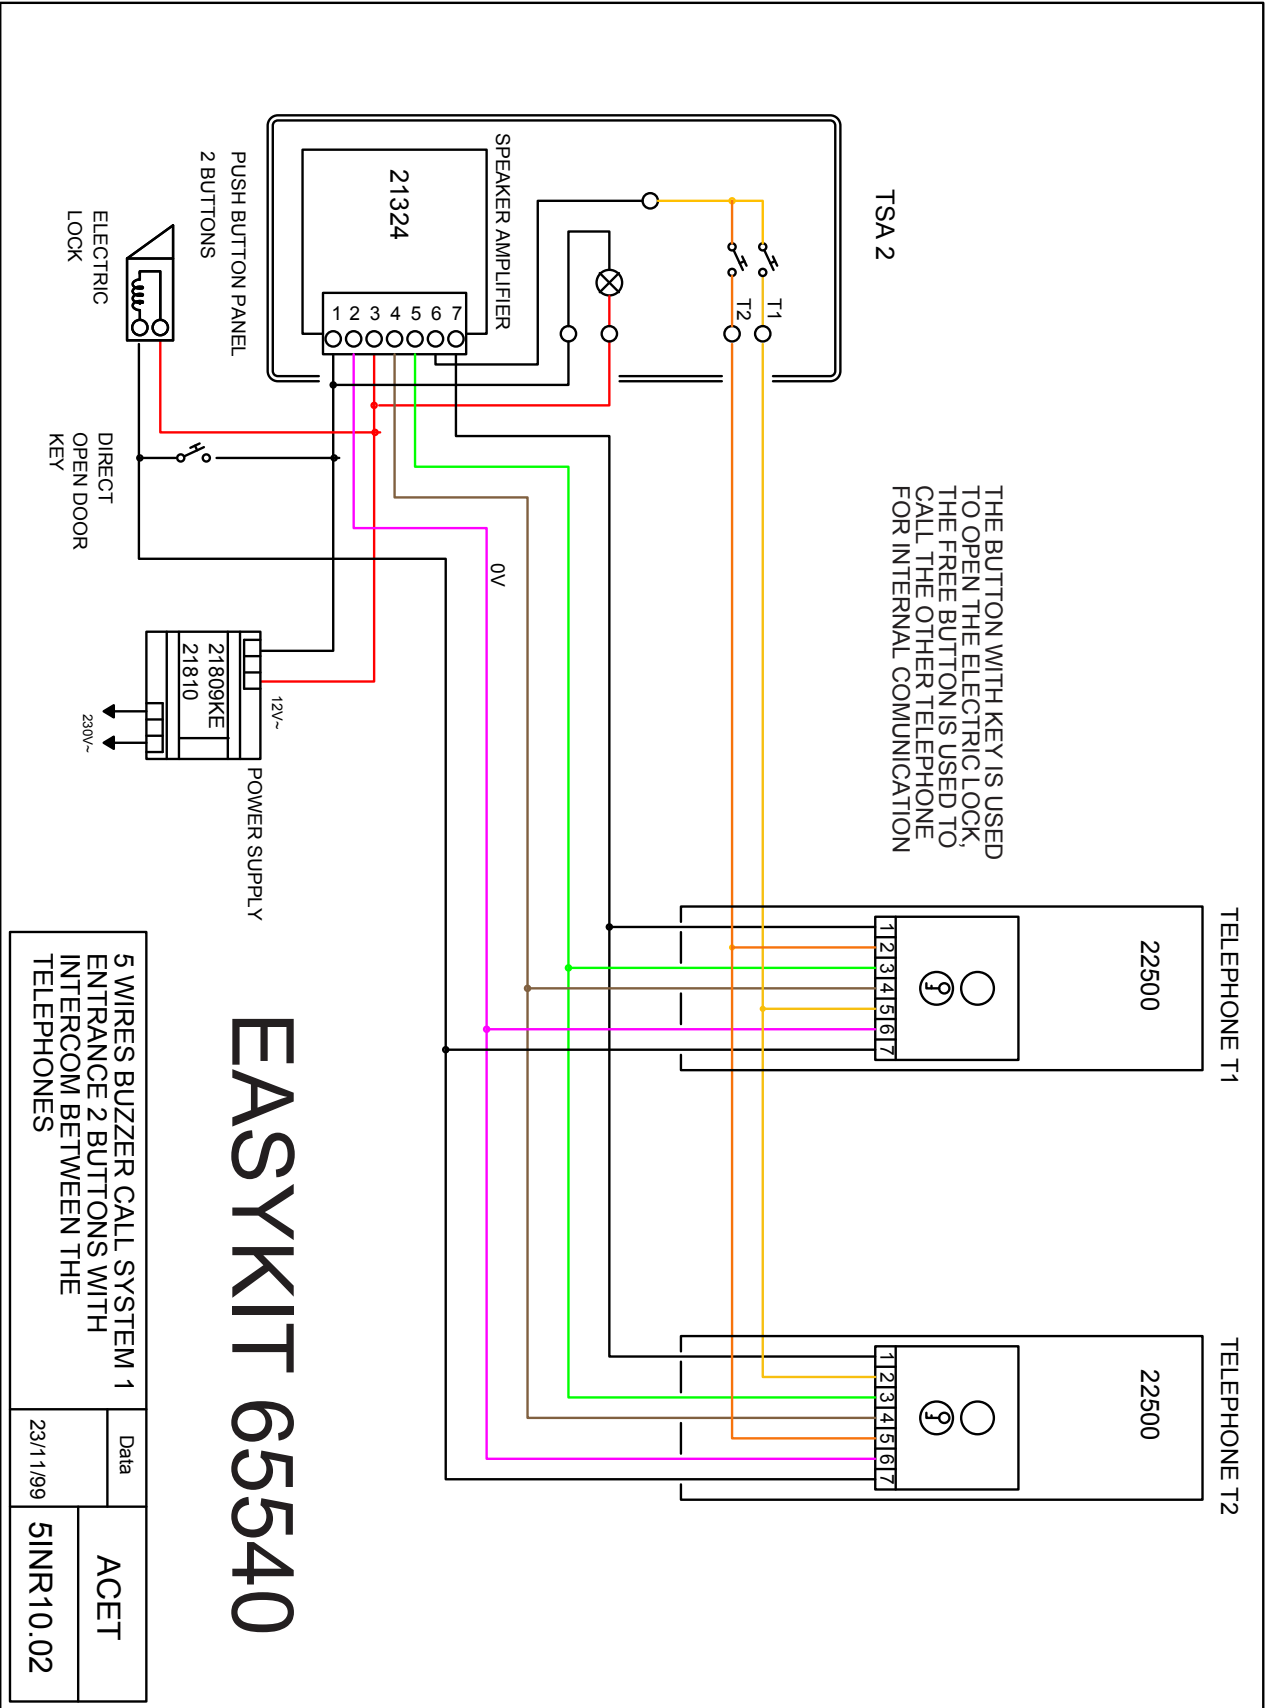 TELEPHONE T1
TELEPHONE T2
22500
22500
1 2 3 4 5 6 7
1 2 3 4 5 6 7
TSA 2
THE BUTTON WITH KEY IS USED
TO OPEN THE ELECTRIC LOCK,
THE FREE BUTTON IS USED TO
CALL THE OTHER TELEPHONE
FOR INTERNAL COMUNICATION
T1
T2
SPEAKER AMPLIFIER
21324
7
6
5
4
3
2
1
0V
PUSH BUTTON PANEL
2 BUTTONS
12V~
POWER SUPPLY
21809KE
21810
230V~
ELECTRIC
LOCK
DIRECT
OPEN DOOR
KEY
EASYKIT 65540
5 WIRES BUZZER CALL SYSTEM 1
ENTRANCE 2 BUTTONS WITH
INTERCOM BETWEEN THE
TELEPHONES
Data
23/11/99
ACET
5INR10.02